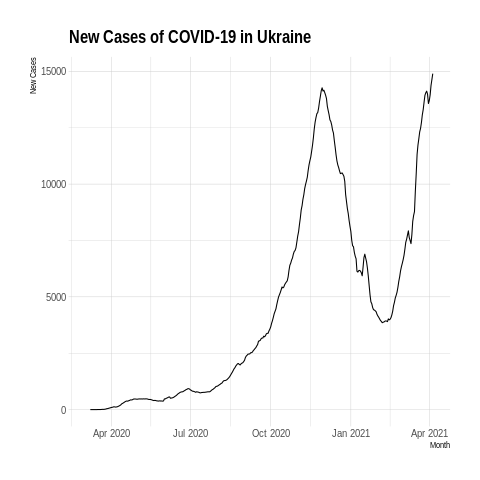 New Cases of COVID-19 in Ukraine
New Cases
15000
10000
5000
0
Apr 2020 Jul 2020 Oct 2020 Jan 2021 Apr 2021
Month